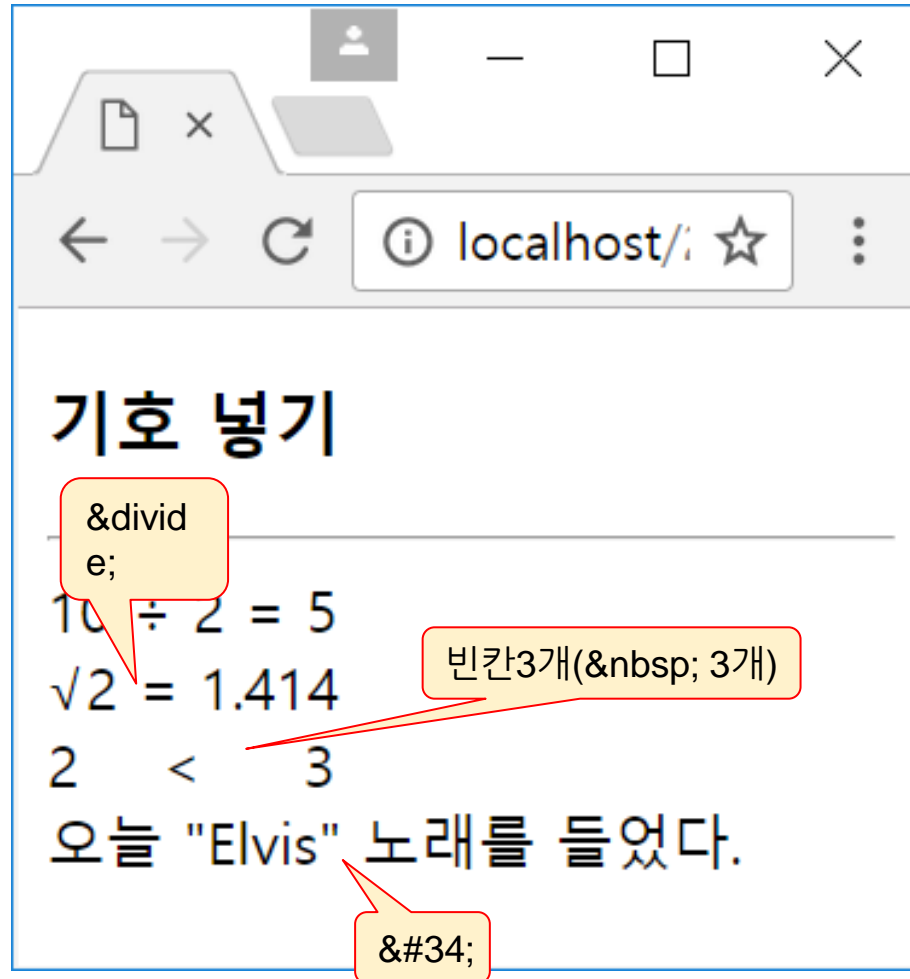 localhost/
기호 넣기
&divid
e;
10 ÷ 2 = 5
√2 = 1.414
빈칸3개(&nbsp; 3개)
2 < 3
오늘 "Elvis" 노래를 들었다.
&#34;